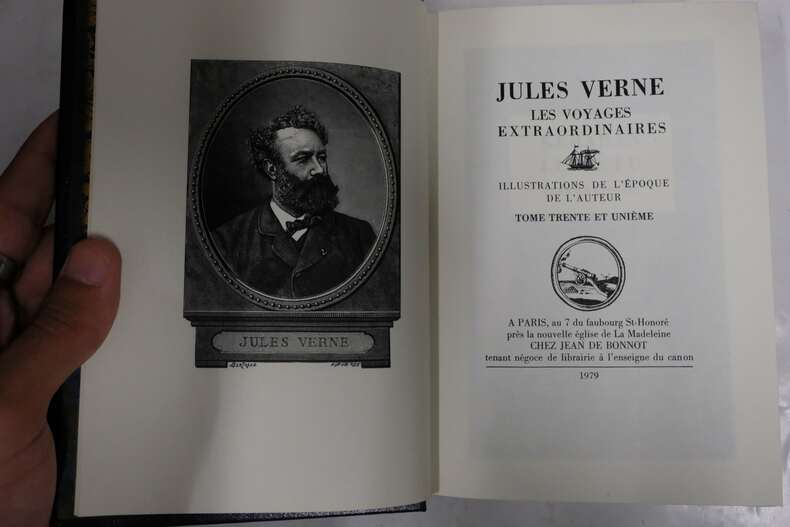 JULES VERNE
JULES VERNE
LES VOYAGES
EXTRAORDINAIRES
ILLUSTRATIONS DE L'ÉPOQUE
DE L'AUTEUR
TOME TRENTE ET UNIÈME
A PARIS, au 7 du faubourg St-Honoré
près la nouvelle église de La Madeleine
CHEZ JEAN DE BONNOT
tenant négoce de librairie à l'enseigne du canon
1979